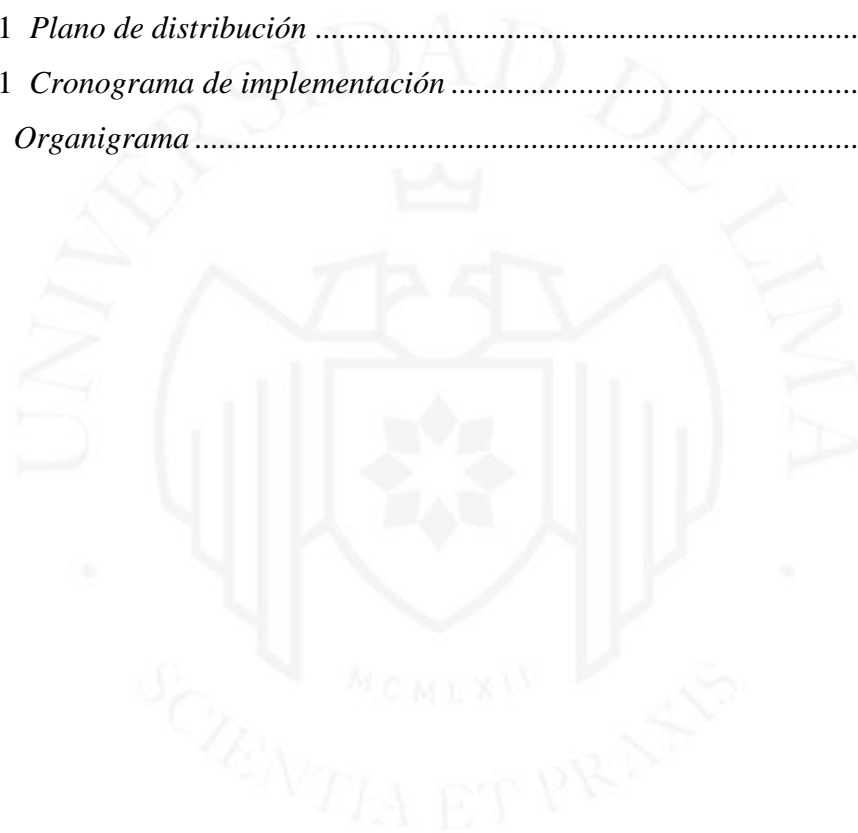 1 Plano de distribución ....................................................................
1 Cronograma de implementación ...................................................
Organigrama ...................................................................................
UNIVERSIDAD DE LIMA
MCMLXII
SCIENTIA ET PRAXIS